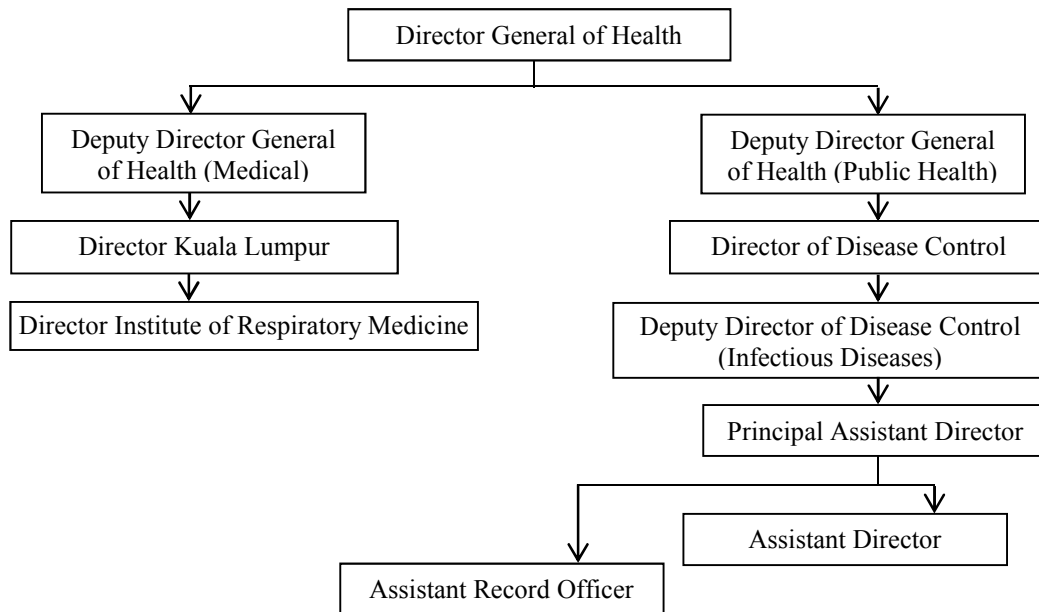 Director General of Health
Deputy Director General
of Health (Medical)
Deputy Director General
of Health (Public Health)
Director Kuala Lumpur
Director of Disease Control
Director Institute of Respiratory Medicine
Deputy Director of Disease Control
(Infectious Diseases)
Principal Assistant Director
Assistant Director
Assistant Record Officer